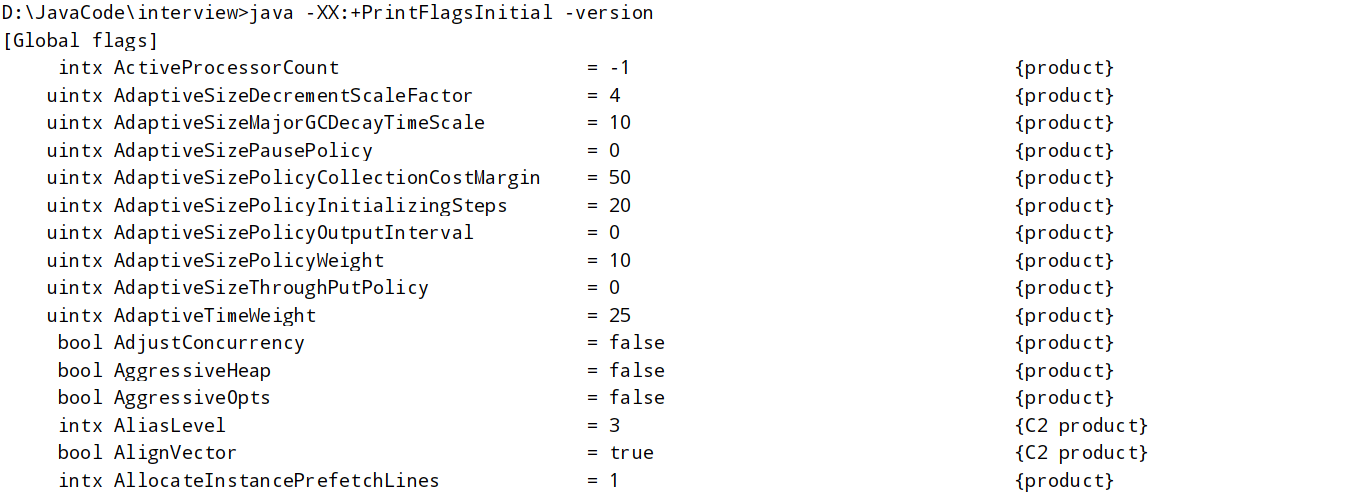 D:\JavaCode\interview>java -XX:+PrintFlagsInitial -version
[Global flags]
intx ActiveProcessorCount = -1 {product}
uintx AdaptiveSizeDecrementScaleFactor = 4 {product}
uintx AdaptiveSizeMajorGCDecayTimeScale = 10 {product}
uintx AdaptiveSizePausePolicy = 0 {product}
uintx AdaptiveSizePolicyCollectionCostMargin = 50 {product}
uintx AdaptiveSizePolicyInitializingSteps = 20 {product}
uintx AdaptiveSizePolicyOutputInterval = 0 {product}
uintx AdaptiveSizePolicyWeight = 10 {product}
uintx AdaptiveSizeThroughPutPolicy = 0 {product}
uintx AdaptiveTimeWeight = 25 {product}
bool AdjustConcurrency = false {product}
bool AggressiveHeap = false {product}
bool AggressiveOpts = false {product}
intx AliasLevel = 3 {C2 product}
bool AlignVector = true {C2 product}
intx AllocateInstancePrefetchLines = 1 {product}